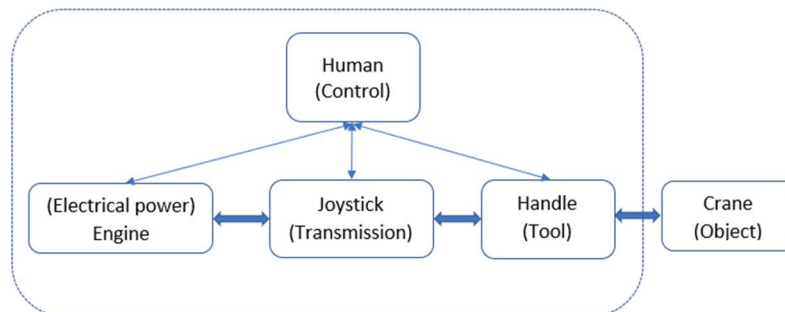 Human
(Control)
(Electrical power)
Engine
Joystick
(Transmission)
Handle
(Tool)
Crane
(Object)